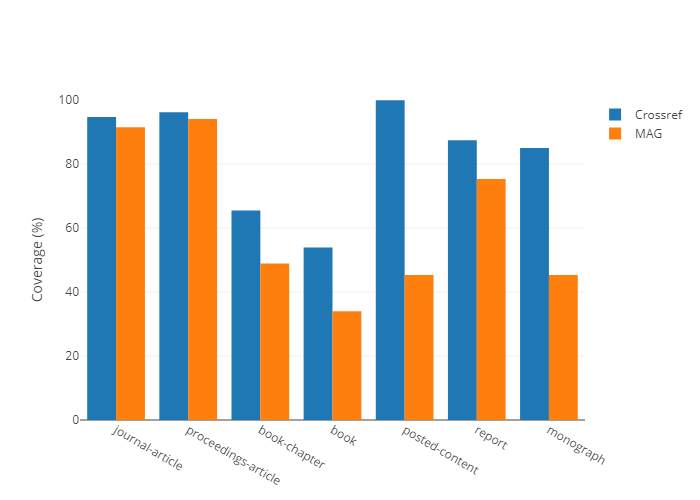 100
80
60
40
20
0
Coverage (%)
journal-article
proceedings-article
book-chapter
book
posted-content
report
monograph
Crossref
MAG